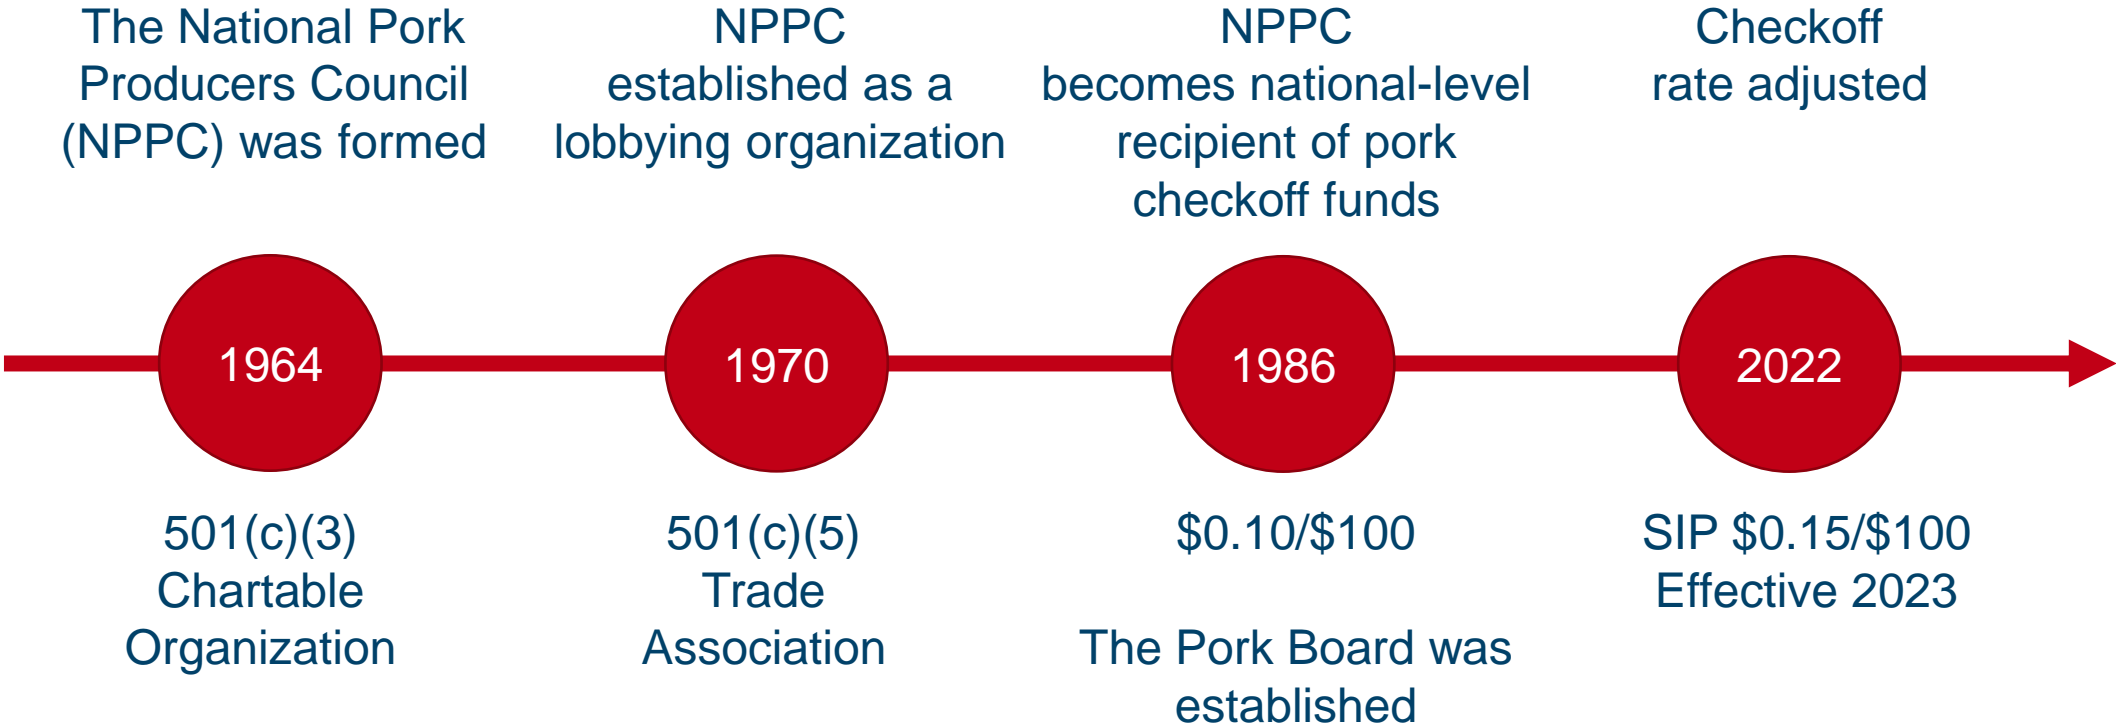 The National Pork
Producers Council
(NPPC) was formed
NPPC
established as a
lobbying organization
NPPC
becomes national-level
recipient of pork
checkoff funds
Checkoff
rate adjusted
1964
1970
1986
2022
501(c)(3)
Chartable
Organization
501(c)(5)
Trade
Association
$0.10/$100
The Pork Board was
established
SIP $0.15/$100
Effective 2023